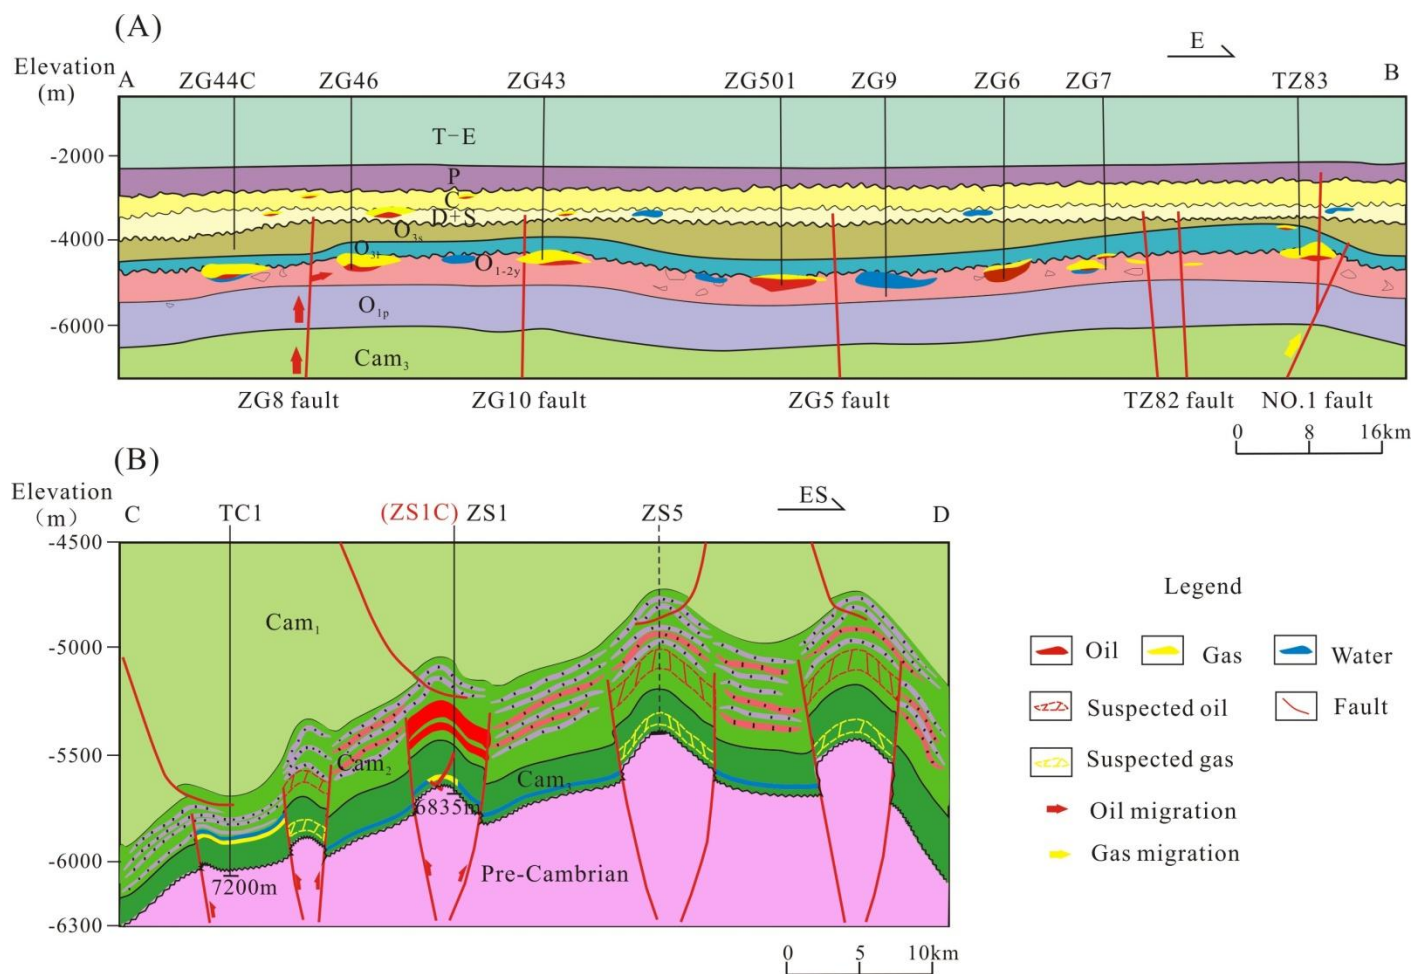 (A)
E
Elevation
(m)
A ZG44C ZG46 ZG43 ZG501 ZG9 ZG6 ZG7 TZ83 B
T-E
-2000
P
C
D+S
O3s
-4000
O3l
O1-2y
O1p
-6000
Cam3
ZG8 fault ZG10 fault ZG5 fault TZ82 fault NO.1 fault
0 8 16km
(B)
Elevation
(m)
C TC1 (ZS1C) ZS1 ZS5 ES D
-4500
Legend
Cam1
-5000
Oil Gas Water
Suspected oil Fault
-5500
Cam2
Cam3
Suspected gas
6835m
Oil migration
-6000
Gas migration
7200m
Pre-Cambrian
-6300
0 5 10km